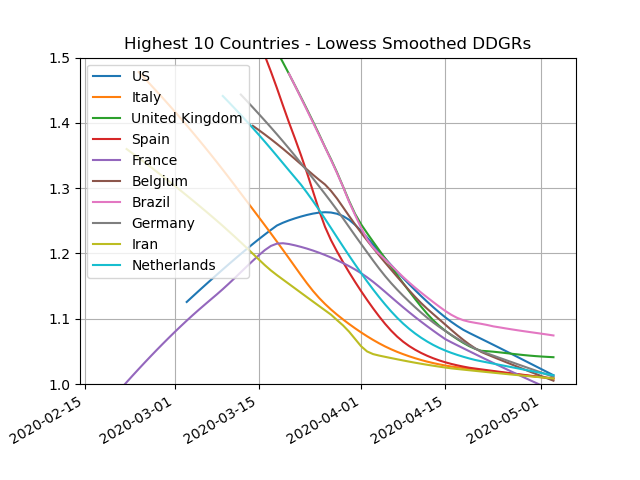 Highest 10 Countries - Lowess Smoothed DDGRs
1.5
1.4
1.3
1.2
1.1
1.0
US
Italy
United Kingdom
Spain
France
Belgium
Brazil
Germany
Iran
Netherlands
2020-02-15
2020-03-01
2020-03-15
2020-04-01
2020-04-15
2020-05-01